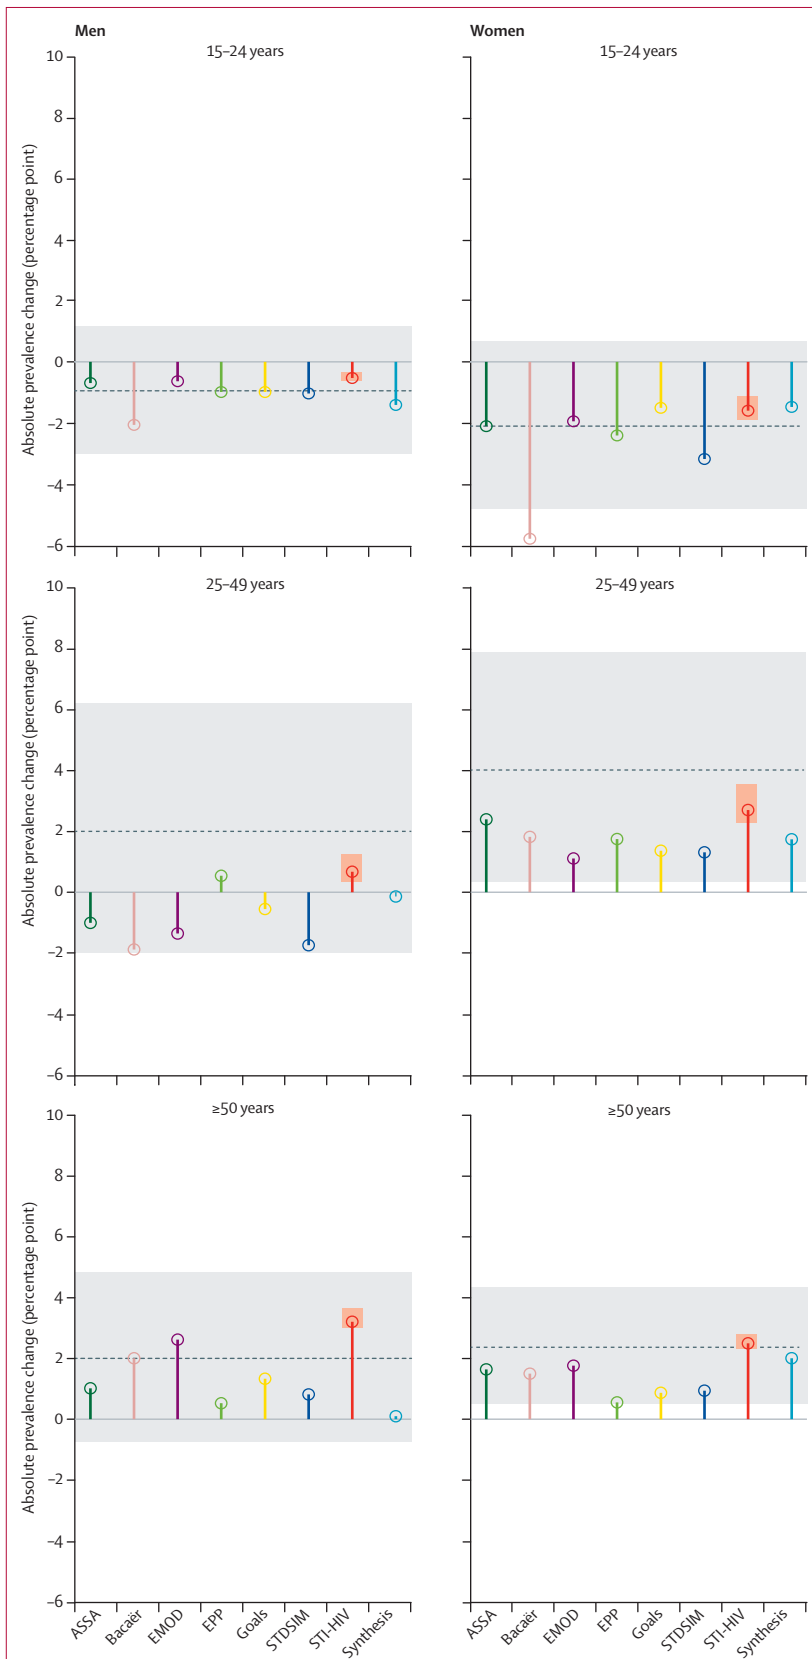 Men
Women
15–24 years
15–24 years
Absolute prevalence change (percentage point)
10
8
6
4
2
0
–2
–4
–6
25–49 years
25–49 years
Absolute prevalence change (percentage point)
10
8
6
4
2
0
–2
–4
–6
≥50 years
≥50 years
Absolute prevalence change (percentage point)
10
8
6
4
2
0
–2
–4
–6
ASSA
Bacaër
EMOD
EPP
Goals
STDSIM
STI-HIV
Synthesis
ASSA
Bacaër
EMOD
EPP
Goals
STDSIM
STI-HIV
Synthesis